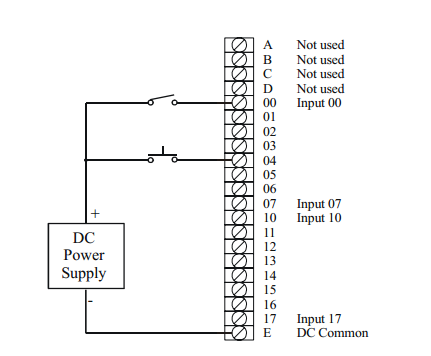 A Not used
B Not used
C Not used
D Not used
00 Input 00
01
02
03
04
05
06
07 Input 07
10 Input 10
11
12
13
14
15
16
17 Input 17
E DC Common
+
DC
Power
Supply
-